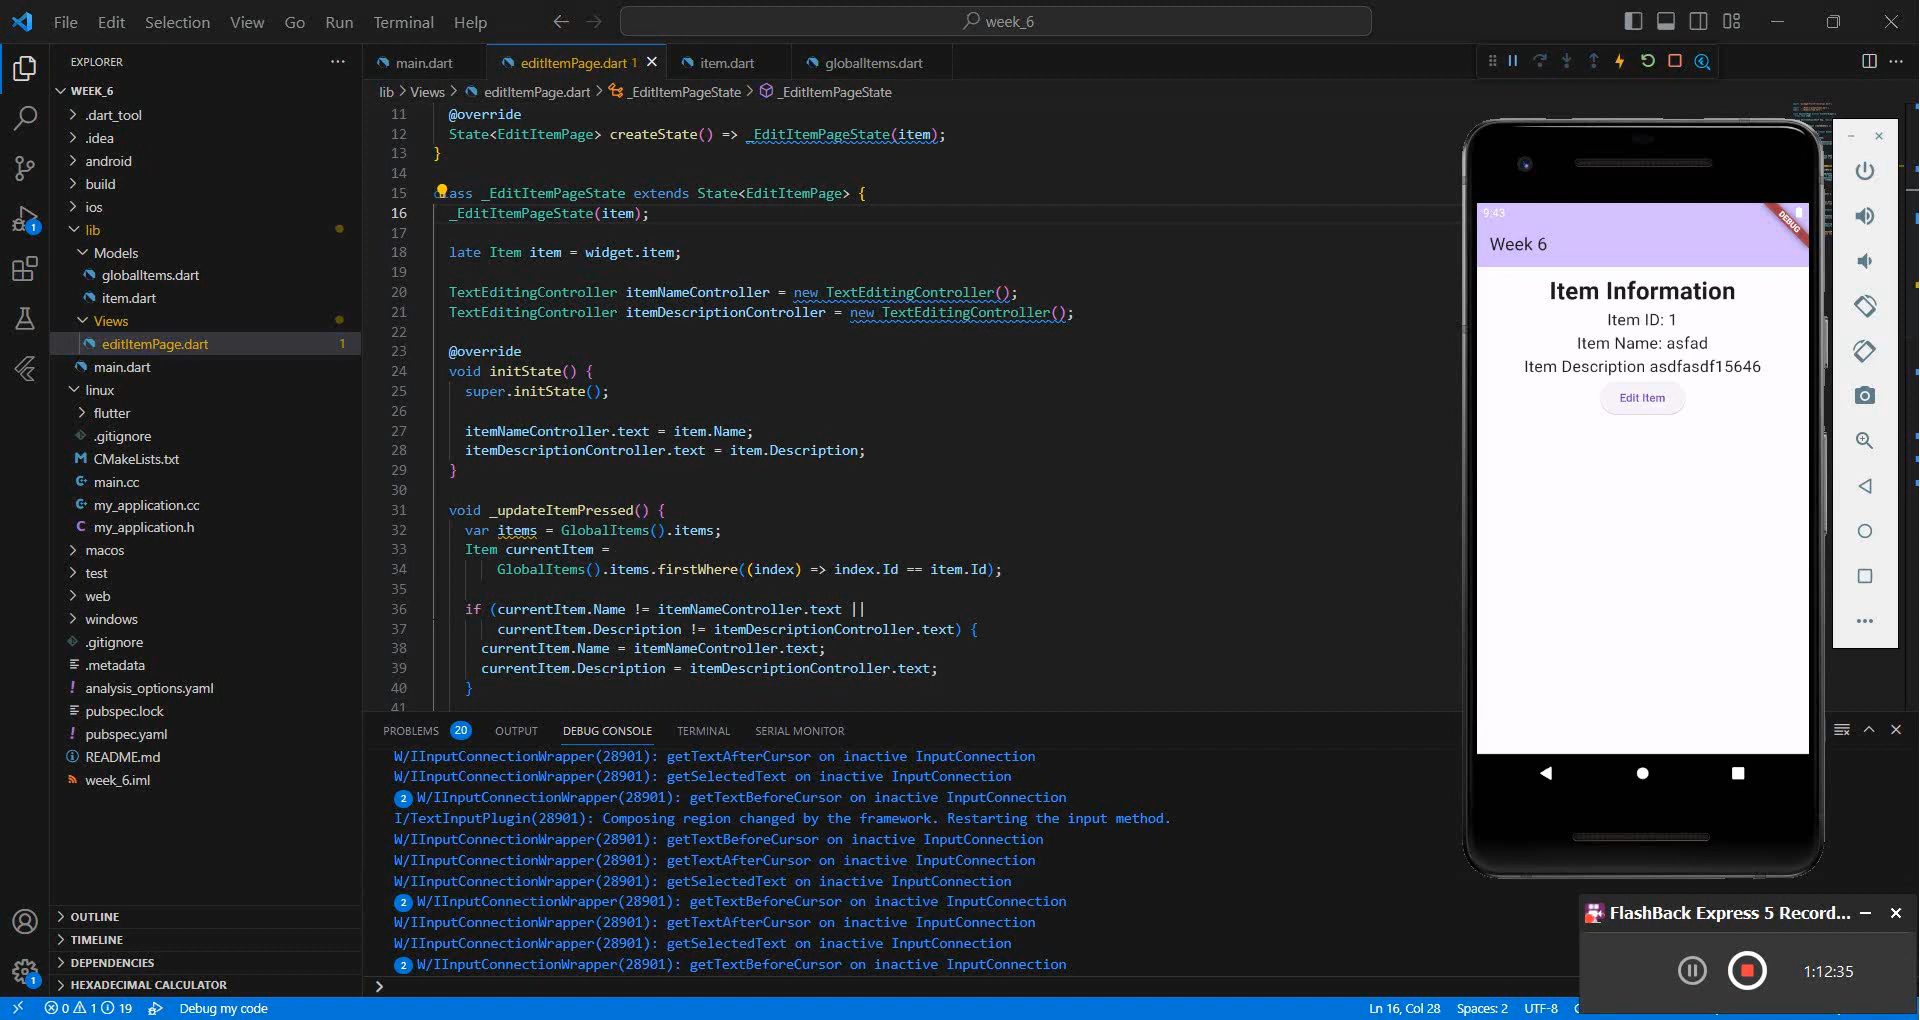 File Edit Selection View Go Run Terminal Help
week_6
EXPLORER
WEEK_6
.dart_tool
.idea
android
build
ios
lib
Models
globalItems.dart
item.dart
Views
editItemPage.dart 1
main.dart
linux
flutter
.gitignore
CMakeLists.txt
main.cc
my_application.cc
my_application.h
macos
test
web
windows
.gitignore
.metadata
analysis_options.yaml
pubspec.lock
pubspec.yaml
README.md
week_6.iml
OUTLINE
TIMELINE
DEPENDENCIES
HEXADECIMAL CALCULATOR
1
1
main.dart editItemPage.dart 1 item.dart globalItems.dart
lib > Views > editItemPage.dart > _EditItemPageState > _EditItemPageState
11 @override
12 State<EditItemPage> createState() => _EditItemPageState(item);
13 }
14
15 ass _EditItemPageState extends State<EditItemPage> {
16 _EditItemPageState(item);
17
18 late Item item = widget.item;
19
20 TextEditingController itemNameController = new TextEditingController();
21 TextEditingController itemDescriptionController = new TextEditingController();
22
23 @override
24 void initState() {
25 super.initState();
26
27 itemNameController.text = item.Name;
28 itemDescriptionController.text = item.Description;
29 }
30
31 void _updateItemPressed() {
32 var items = GlobalItems().items;
33 Item currentItem =
34 GlobalItems().items.firstWhere((index) => index.Id == item.Id);
35
36 if (currentItem.Name != itemNameController.text ||
37 currentItem.Description != itemDescriptionController.text) {
38 currentItem.Name = itemNameController.text;
39 currentItem.Description = itemDescriptionController.text;
40 }
41
PROBLEMS 20 OUTPUT DEBUG CONSOLE TERMINAL SERIAL MONITOR
W/IInputConnectionWrapper(28901): getTextAfterCursor on inactive InputConnection
W/IInputConnectionWrapper(28901): getSelectedText on inactive InputConnection
2 W/IInputConnectionWrapper(28901): getTextBeforeCursor on inactive InputConnection
I/TextInputPlugin(28901): Composing region changed by the framework. Restarting the input method.
W/IInputConnectionWrapper(28901): getTextBeforeCursor on inactive InputConnection
W/IInputConnectionWrapper(28901): getTextAfterCursor on inactive InputConnection
W/IInputConnectionWrapper(28901): getSelectedText on inactive InputConnection
2 W/IInputConnectionWrapper(28901): getTextBeforeCursor on inactive InputConnection
W/IInputConnectionWrapper(28901): getTextAfterCursor on inactive InputConnection
W/IInputConnectionWrapper(28901): getSelectedText on inactive InputConnection
2 W/IInputConnectionWrapper(28901): getTextBeforeCursor on inactive InputConnection
>
9:43
DEBUG
Week 6
Item Information
Item ID: 1
Item Name: asfad
Item Description asdfasdf15646
Edit Item
FlashBack Express 5 Record...
1:12:35
0 1 19 Debug my code
Ln 16, Col 28 Spaces: 2 UTF-8